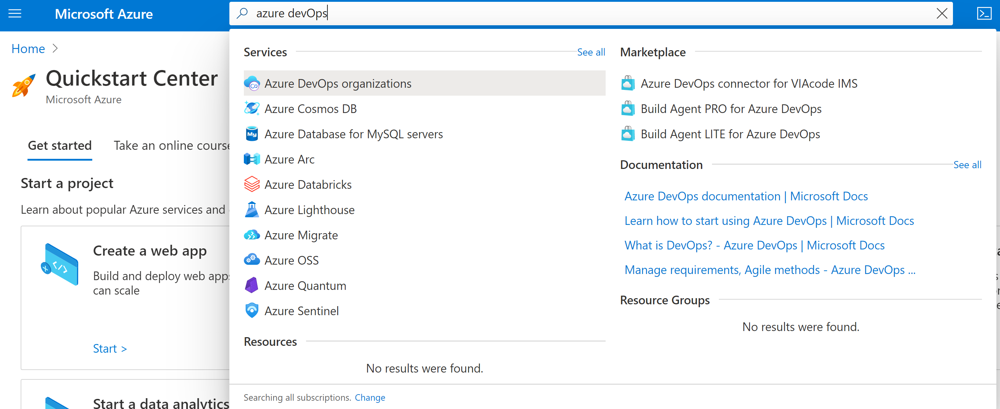 Microsoft Azure
azure devOps
Home
Quickstart Center
Microsoft Azure
Get started
Take an online course
Start a project
Learn about popular Azure services and
Create a web app
Build and deploy web apps
can scale
Start >
Start a data analytics
Services
See all
Azure DevOps organizations
Azure Cosmos DB
My
Azure Database for MySQL servers
Azure Arc
Azure Databricks
Azure Lighthouse
Azure Migrate
Azure OSS
Azure Quantum
Azure Sentinel
Resources
No results were found.
Marketplace
Azure DevOps connector for VIAcode IMS
Build Agent PRO for Azure DevOps
Build Agent LITE for Azure DevOps
Documentation
See all
Azure DevOps documentation | Microsoft Docs
Learn how to start using Azure DevOps | Microsoft Docs
What is DevOps? - Azure DevOps | Microsoft Docs
Manage requirements, Agile methods - Azure DevOps ...
Resource Groups
No results were found.
Searching all subscriptions. Change